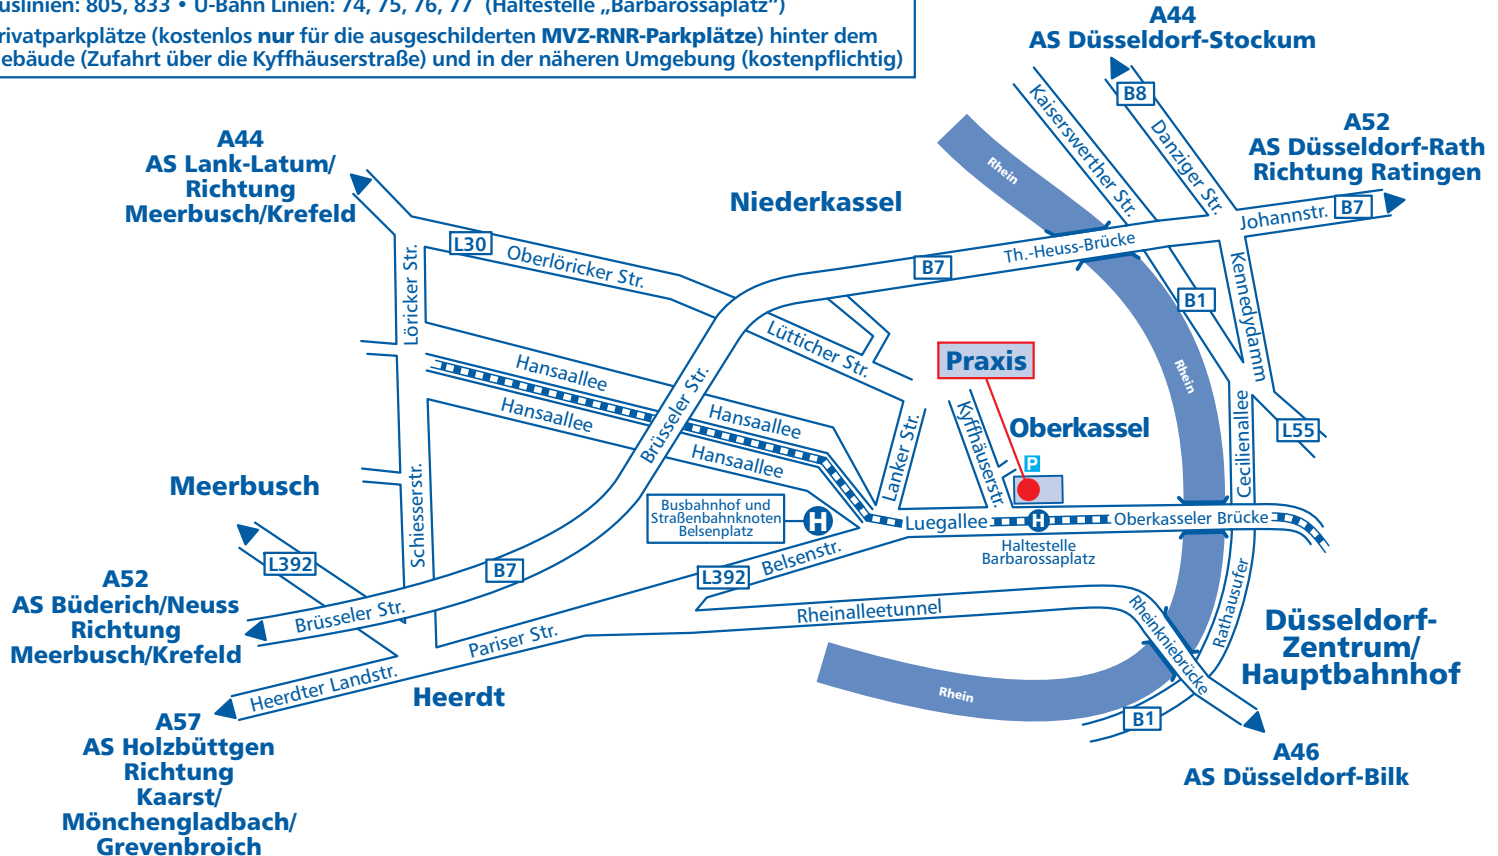 uslinien: 805, 833 • U-Bahn Linien: 74, 75, 76, 77 (Haltestelle „Barbarossaplatz“)
rivatparkplätze (kostenlos nur für die ausgeschilderten MVZ-RNR-Parkplätze) hinter dem
ebäude (Zufahrt über die Kyffhäuserstraße) und in der näheren Umgebung (kostenpflichtig)
A44
AS Düsseldorf-Stockum
B8
Kaiserswerther Str.
Danziger Str.
A52
AS Düsseldorf-Rath
Richtung Ratingen
Johannstr.
B7
A44
AS Lank-Latum/
Richtung
Meerbusch/Krefeld
Niederkassel
Rhein
L30
Oberlöricker Str.
Löricker Str.
Th.-Heuss-Brücke
B7
Kennedydamm
B1
Lütticher Str.
Hansaallee
Hansaallee
Brüsseler Str.
Hansaallee
Hansaallee
Praxis
Rhein
Oberkassel
Kyffhäuserstr.
Lanker Str.
P
Cecilienallee
L55
Meerbusch
Schiesserstr.
Busbahnhof und
Straßenbahnknoten
Belsenplatz
H
Luegallee
H
Oberkasseler Brücke
Haltestelle
Barbarossaplatz
L392
B7
L392
Belsenstr.
A52
AS Büderich/Neuss
Richtung
Meerbusch/Krefeld
Brüsseler Str.
Rheinalleetunnel
Rheinkniebrücke
Rathausufer
Düsseldorf-
Zentrum/
Hauptbahnhof
Pariser Str.
Heerdter Landstr.
Heerdt
Rhein
B1
A57
AS Holzbüttgen
Richtung
Kaarst/
Mönchengladbach/
Grevenbroich
A46
AS Düsseldorf-Bilk